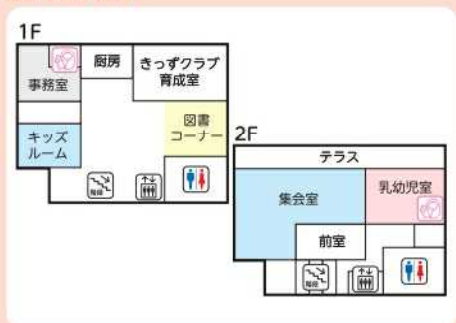 1F
事務室
厨房
きっずクラブ
育成室
キッズ
ルーム
図書
コーナー
階段
2F
テラス
集会室
乳幼児室
前室
階段